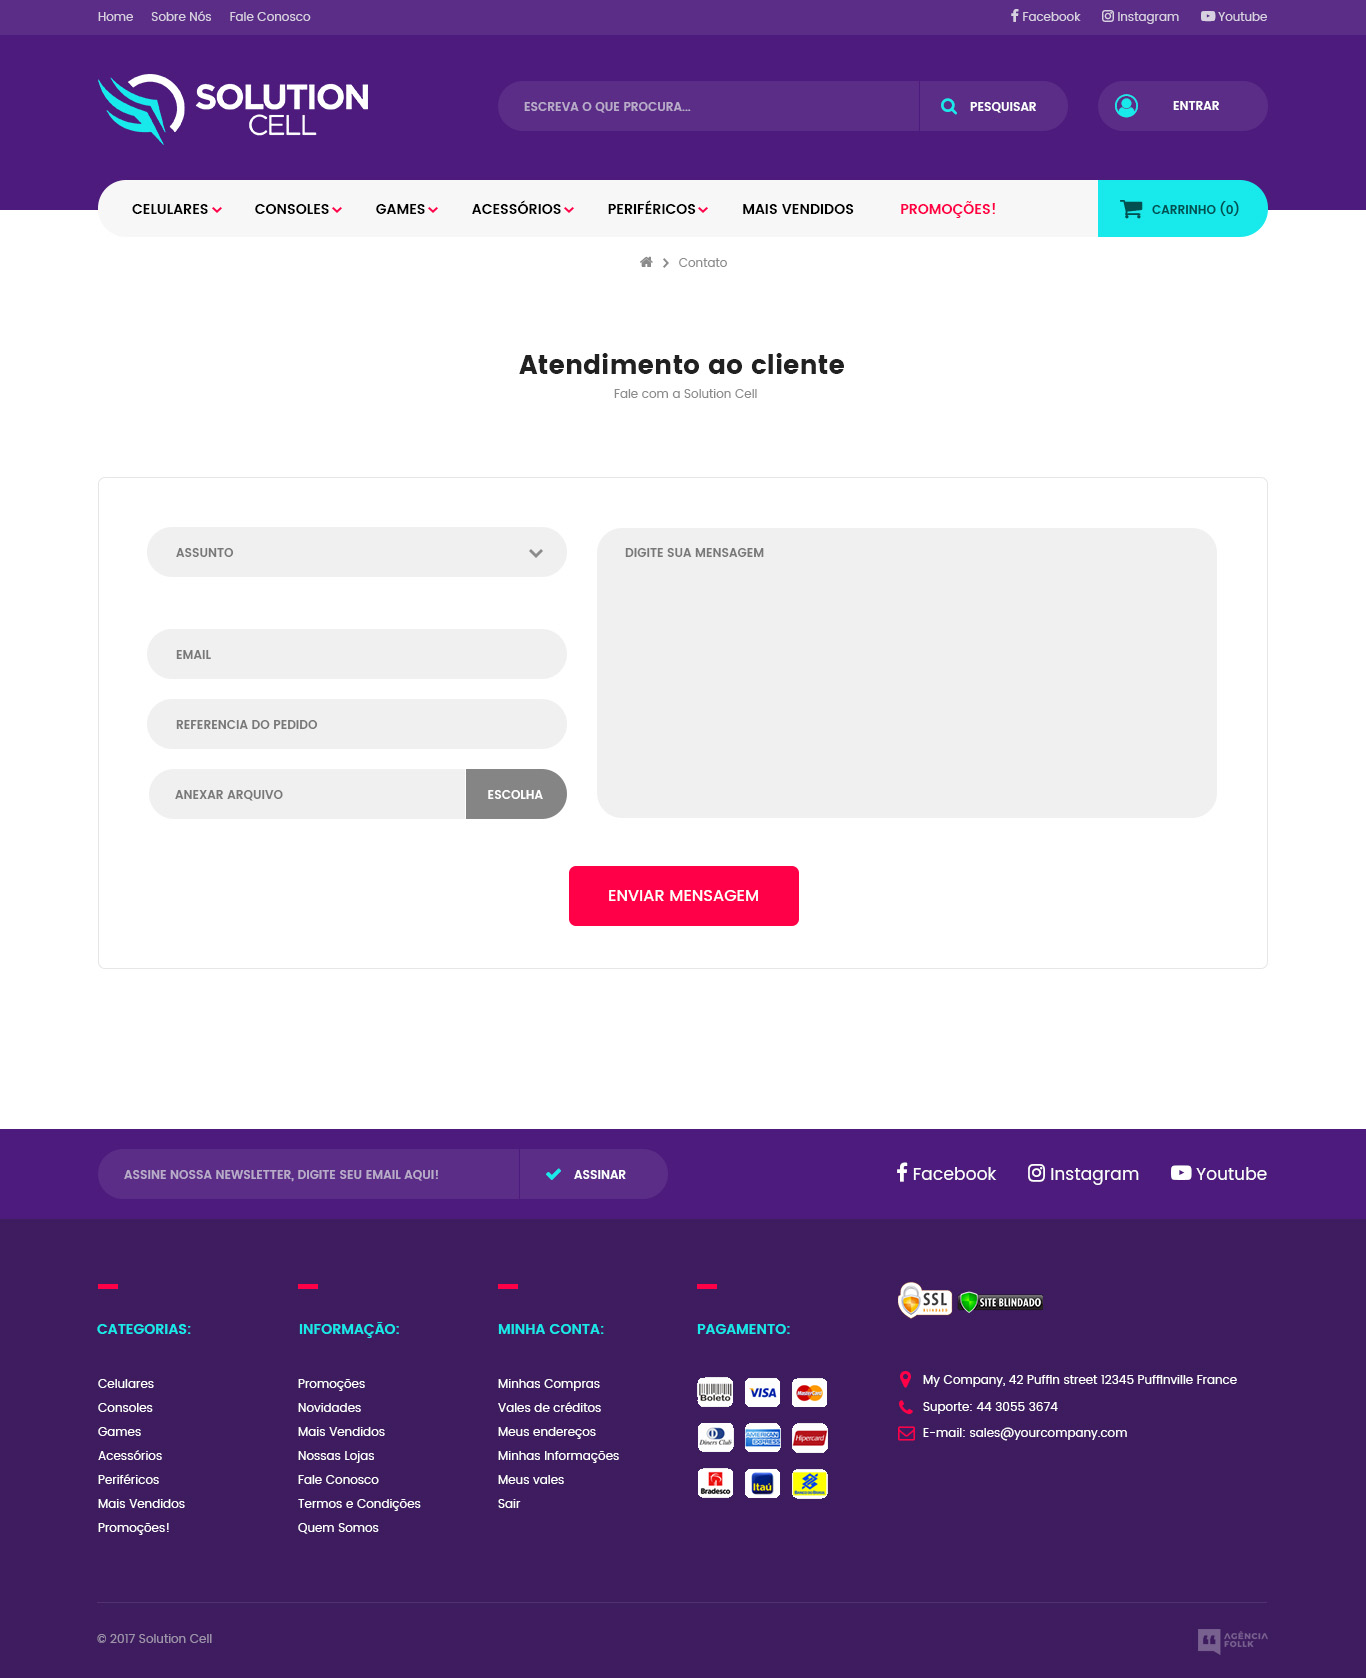 Home Sobre Nós Fale Conosco Facebook Instagram Youtube
SOLUTION
CELL
ESCREVA O QUE PROCURA... PESQUISAR ENTRAR
CELULARES CONSOLES GAMES ACESSÓRIOS PERIFÉRICOS MAIS VENDIDOS PROMOÇÕES! CARRINHO (0)
Contato
Atendimento ao cliente
Fale com a Solution Cell
ASSUNTO
EMAIL
REFERENCIA DO PEDIDO
ANEXAR ARQUIVO ESCOLHA
DIGITE SUA MENSAGEM
ENVIAR MENSAGEM
ASSINE NOSSA NEWSLETTER, DIGITE SEU EMAIL AQUI! ASSINAR Facebook Instagram Youtube
CATEGORIAS:
Celulares
Consoles
Games
Acessórios
Periféricos
Mais Vendidos
Promoções!
INFORMAÇÃO:
Promoções
Novidades
Mais Vendidos
Nossas Lojas
Fale Conosco
Termos e Condições
Quem Somos
MINHA CONTA:
Minhas Compras
Vales de créditos
Meus endereços
Minhas Informações
Meus vales
Sair
PAGAMENTO:
Boleto VISA MasterCard
Diners Club AMERICAN EXPRESS Hipercard
Bradesco Itaú BANCO DO BRASIL
SSL
BLINDADO
SITE BLINDADO
My Company, 42 Puffin street 12345 Puffinville France
Suporte: 44 3055 3674
E-mail: sales@yourcompany.com
© 2017 Solution Cell
AGÊNCIA
FOLLK